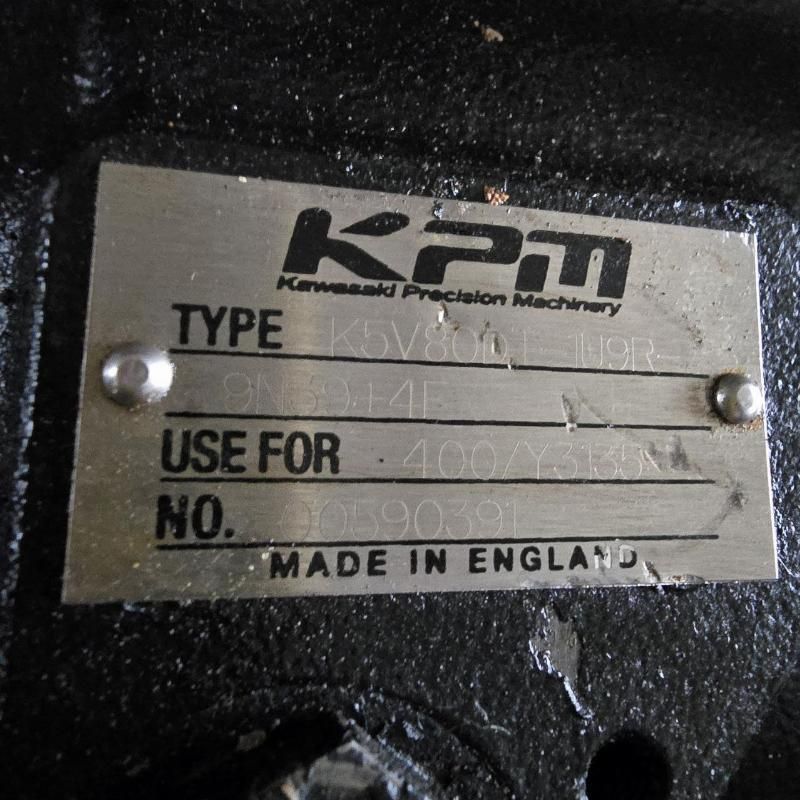 KPM
Kawasaki Precision Machinery
TYPE K5V80DT-1U9R-
9N39+4F
USE FOR 400/Y3135
NO. 00590391
MADE IN ENGLAND